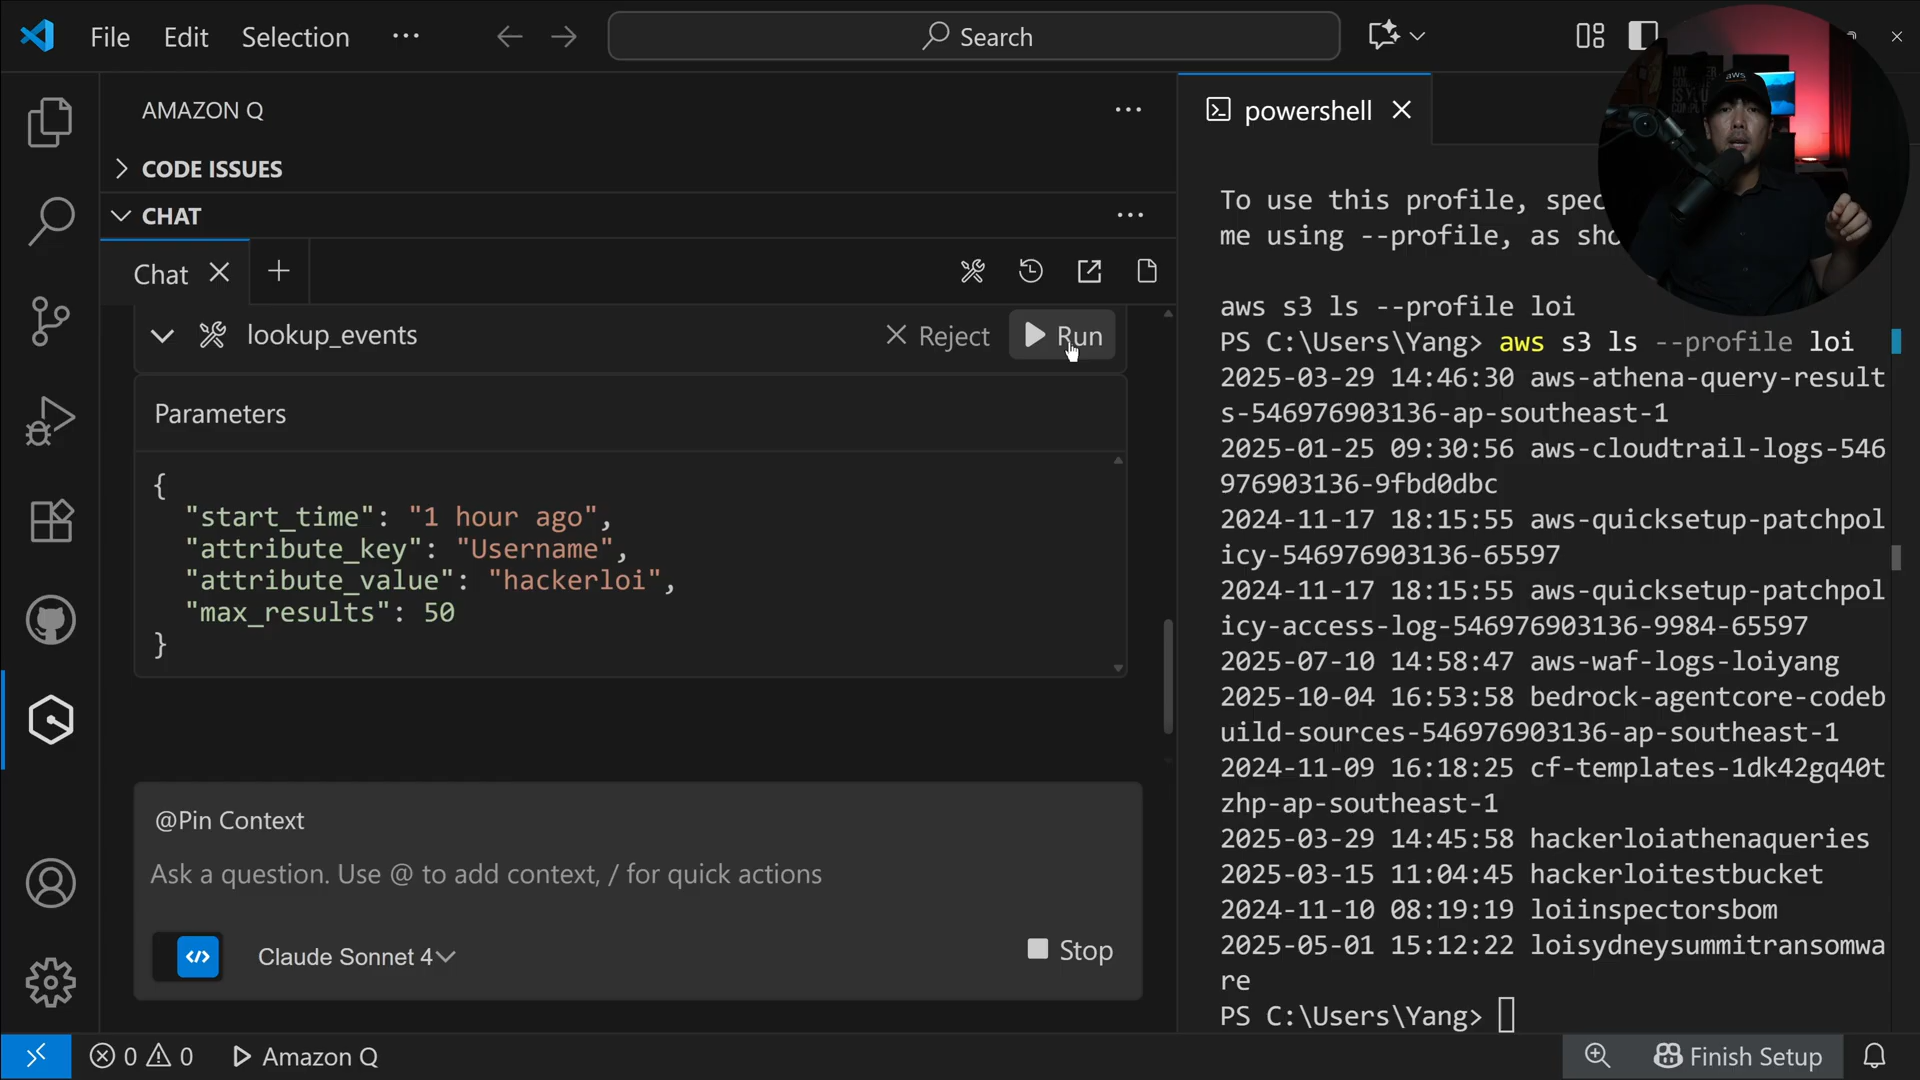 File Edit Selection ···
Search
AMAZON Q
CODE ISSUES
CHAT
Chat
lookup_events
Reject
Run
Parameters
{
"start_time": "1 hour ago",
"attribute_key": "Username",
"attribute_value": "hackerloi",
"max_results": 50
}
@Pin Context
Ask a question. Use @ to add context, / for quick actions
Claude Sonnet 4
Stop
powershell
aws
To use this profile, spec
me using --profile, as sho
aws s3 ls --profile loi
PS C:\Users\Yang> aws s3 ls --profile loi
2025-03-29 14:46:30 aws-athena-query-result
s-546976903136-ap-southeast-1
2025-01-25 09:30:56 aws-cloudtrail-logs-546
976903136-9fbd0dbc
2024-11-17 18:15:55 aws-quicksetup-patchpol
icy-546976903136-65597
2024-11-17 18:15:55 aws-quicksetup-patchpol
icy-access-log-546976903136-9984-65597
2025-07-10 14:58:47 aws-waf-logs-loiyang
2025-10-04 16:53:58 bedrock-agentcore-codeb
uild-sources-546976903136-ap-southeast-1
2024-11-09 16:18:25 cf-templates-1dk42gq40t
zhp-ap-southeast-1
2025-03-29 14:45:58 hackerloiathenaqueries
2025-03-15 11:04:45 hackerloitestbucket
2024-11-10 08:19:19 loiinspectorsbom
2025-05-01 15:12:22 loisydneysummitransomwa
re
PS C:\Users\Yang>
0 0 Amazon Q
Finish Setup